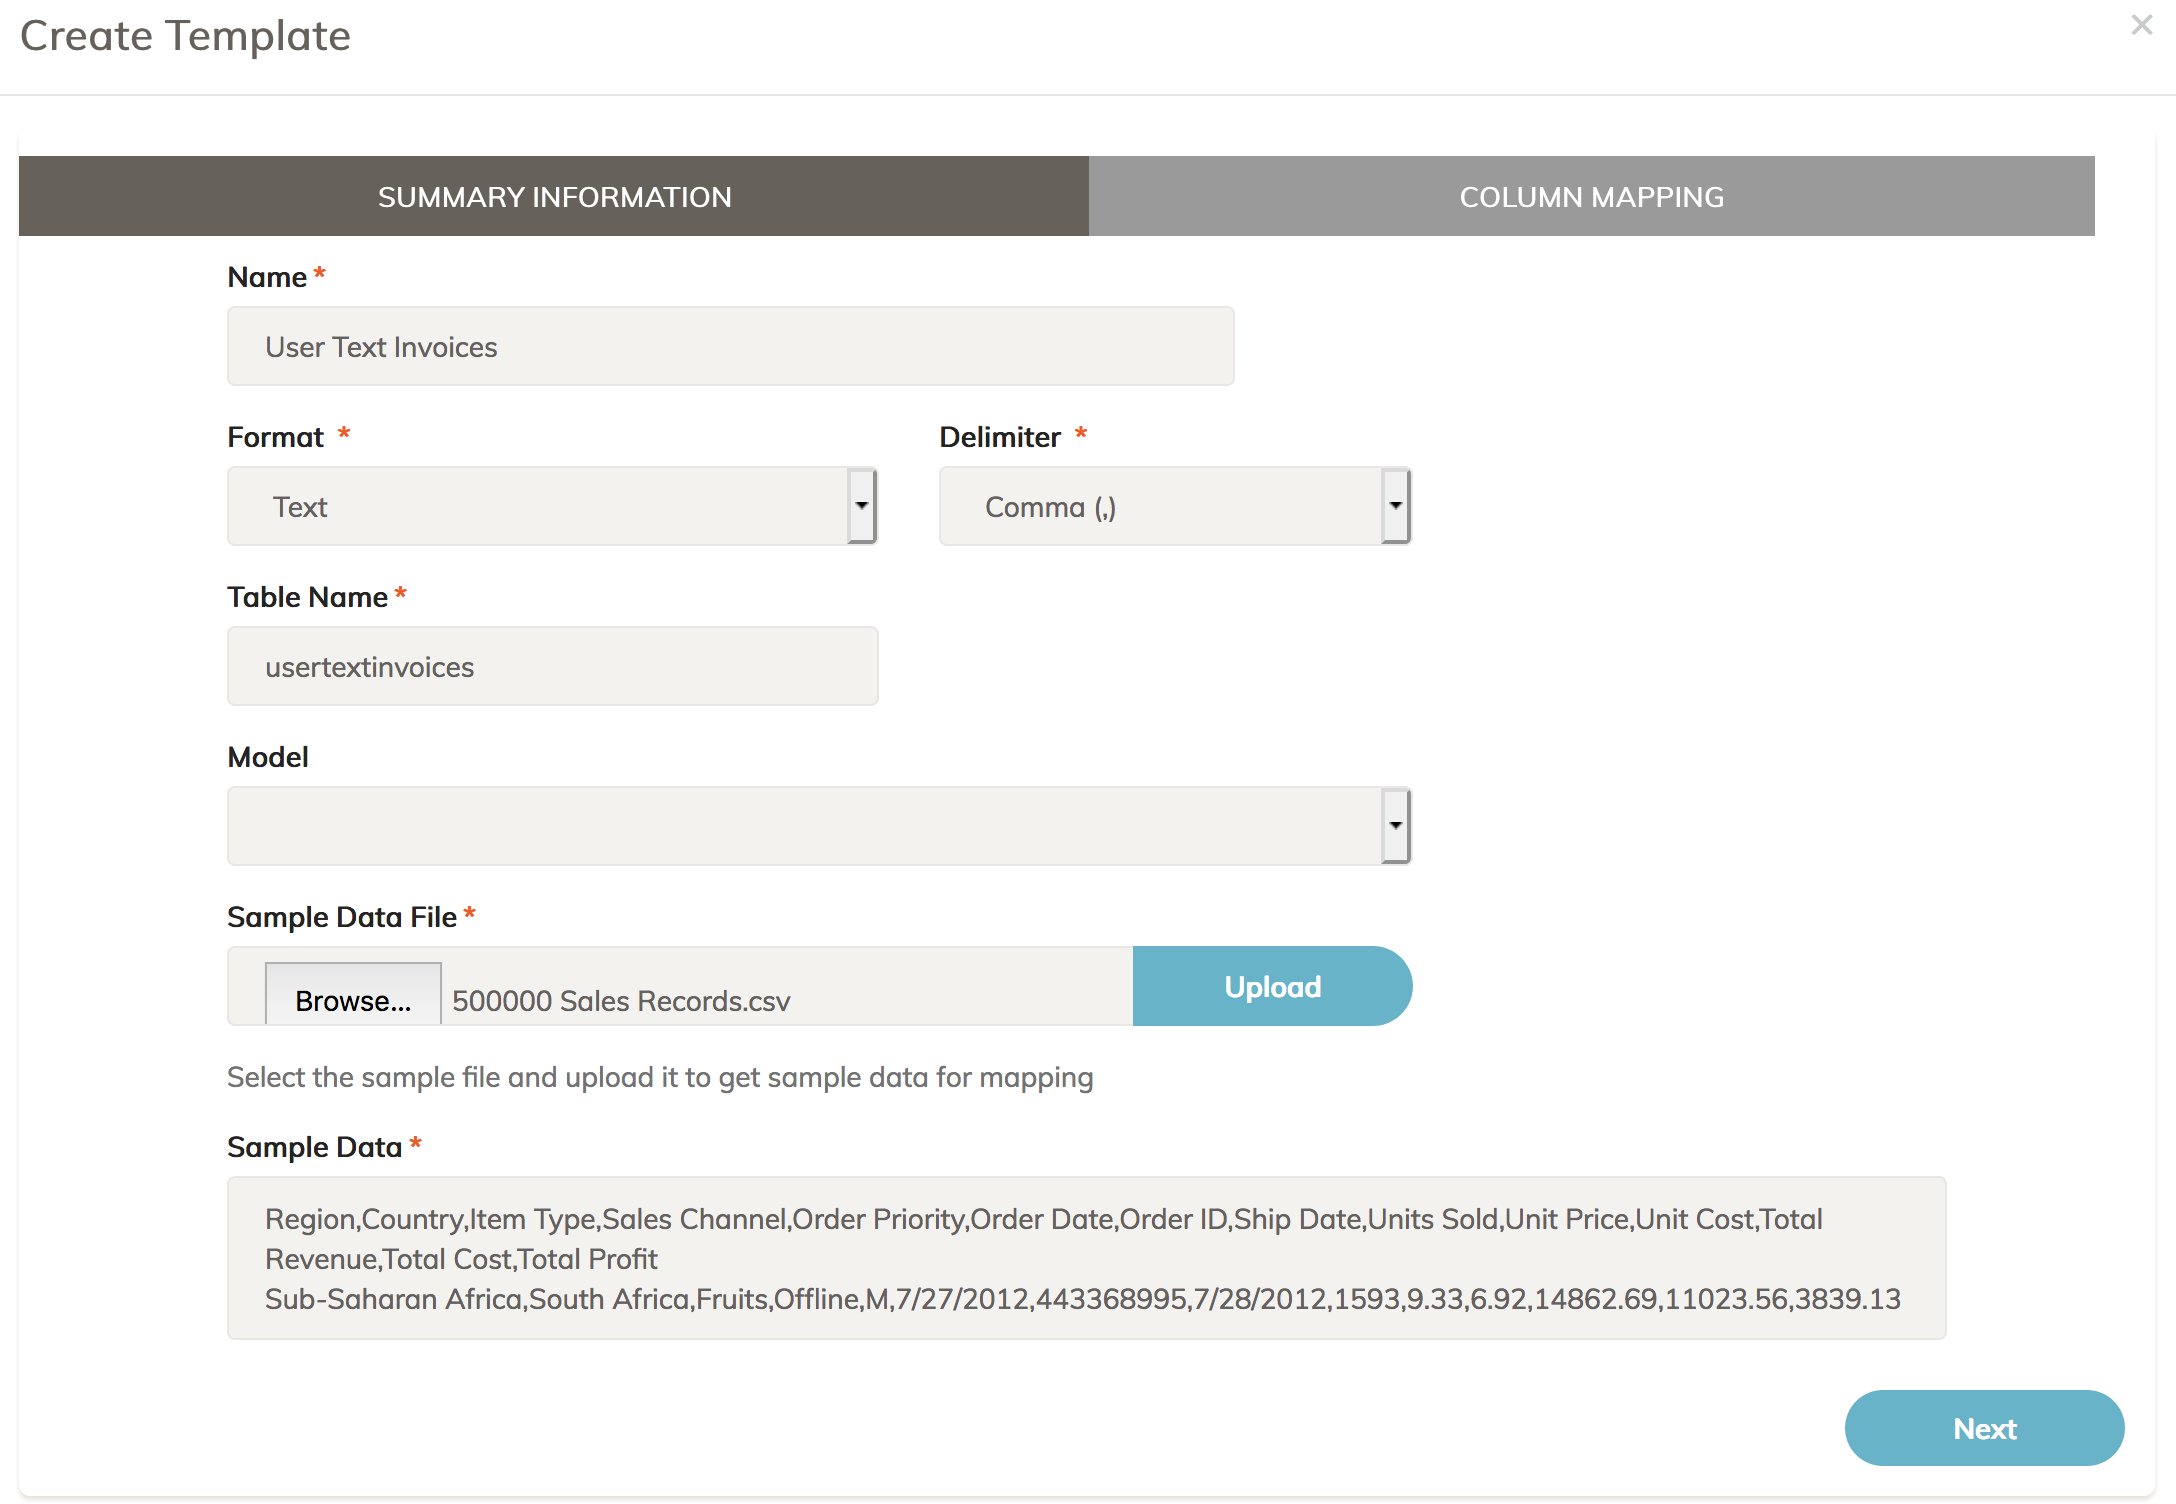 Create Template
×
SUMMARY INFORMATION
COLUMN MAPPING
Name *
User Text Invoices
Format *
Delimiter *
Text
Comma (,)
Table Name *
usertextinvoices
Model
Sample Data File *
Browse... 500000 Sales Records.csv
Upload
Select the sample file and upload it to get sample data for mapping
Sample Data *
Region,Country,Item Type,Sales Channel,Order Priority,Order Date,Order ID,Ship Date,Units Sold,Unit Price,Unit Cost,Total
Revenue,Total Cost,Total Profit
Sub-Saharan Africa,South Africa,Fruits,Offline,M,7/27/2012,443368995,7/28/2012,1593,9.33,6.92,14862.69,11023.56,3839.13
Next